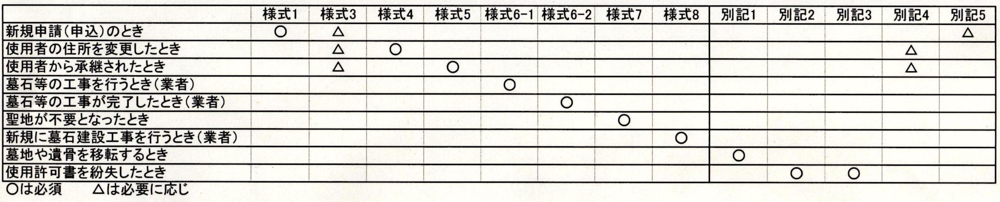 様式1 様式3 様式4 様式5 様式6-1 様式6-2 様式7 様式8 別記1 別記2 別記3 別記4 別記5
新規申請(申込)のとき ○ △ △
使用者の住所を変更したとき △ ○ △
使用者から承継されたとき △ ○ △
墓石等の工事を行うとき(業者) ○
墓石等の工事が完了したとき(業者) ○
聖地が不要となったとき ○
新規に墓石建設工事を行うとき(業者) ○
墓地や遺骨を移転するとき ○
使用許可書を紛失したとき ○ ○
○は必須 △は必要に応じ